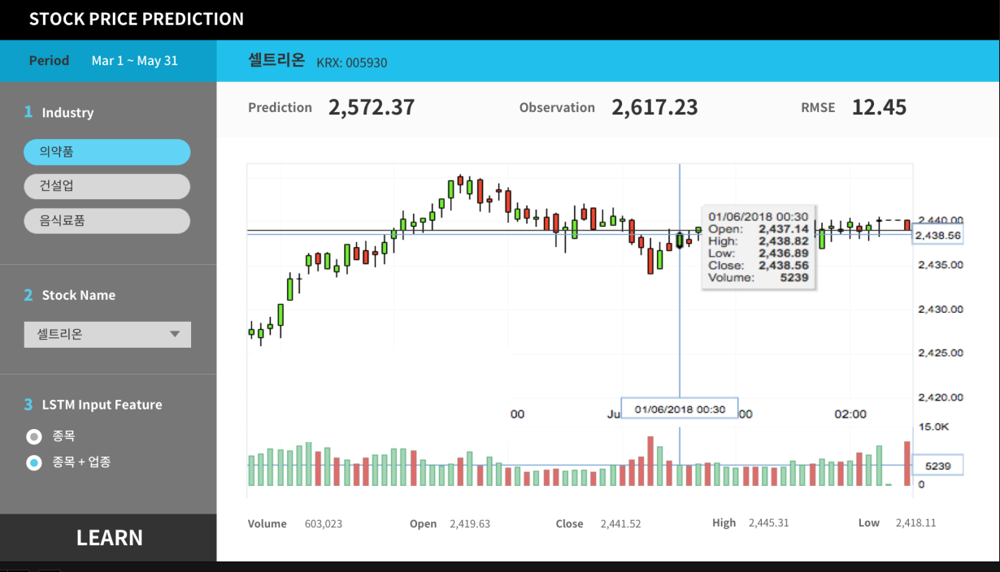 STOCK PRICE PREDICTION
Period Mar 1 ~ May 31
셀트리온 KRX: 005930
1 Industry
의약품
건설업
음식료품
2 Stock Name
셀트리온
3 LSTM Input Feature
종목
종목 + 업종
LEARN
Prediction 2,572.37 Observation 2,617.23 RMSE 12.45
01/06/2018 00:30
Open: 2,437.14
High: 2,438.82
Low: 2,436.89
Close: 2,438.56
Volume: 5239
2,440.00
2,438.56
2,435.00
2,430.00
2,425.00
2,420.00
00 Ju 01/06/2018 00:30 00 02:00
15.0K
5239
0
Volume 603,023 Open 2,419.63 Close 2,441.52 High 2,445.31 Low 2,418.11